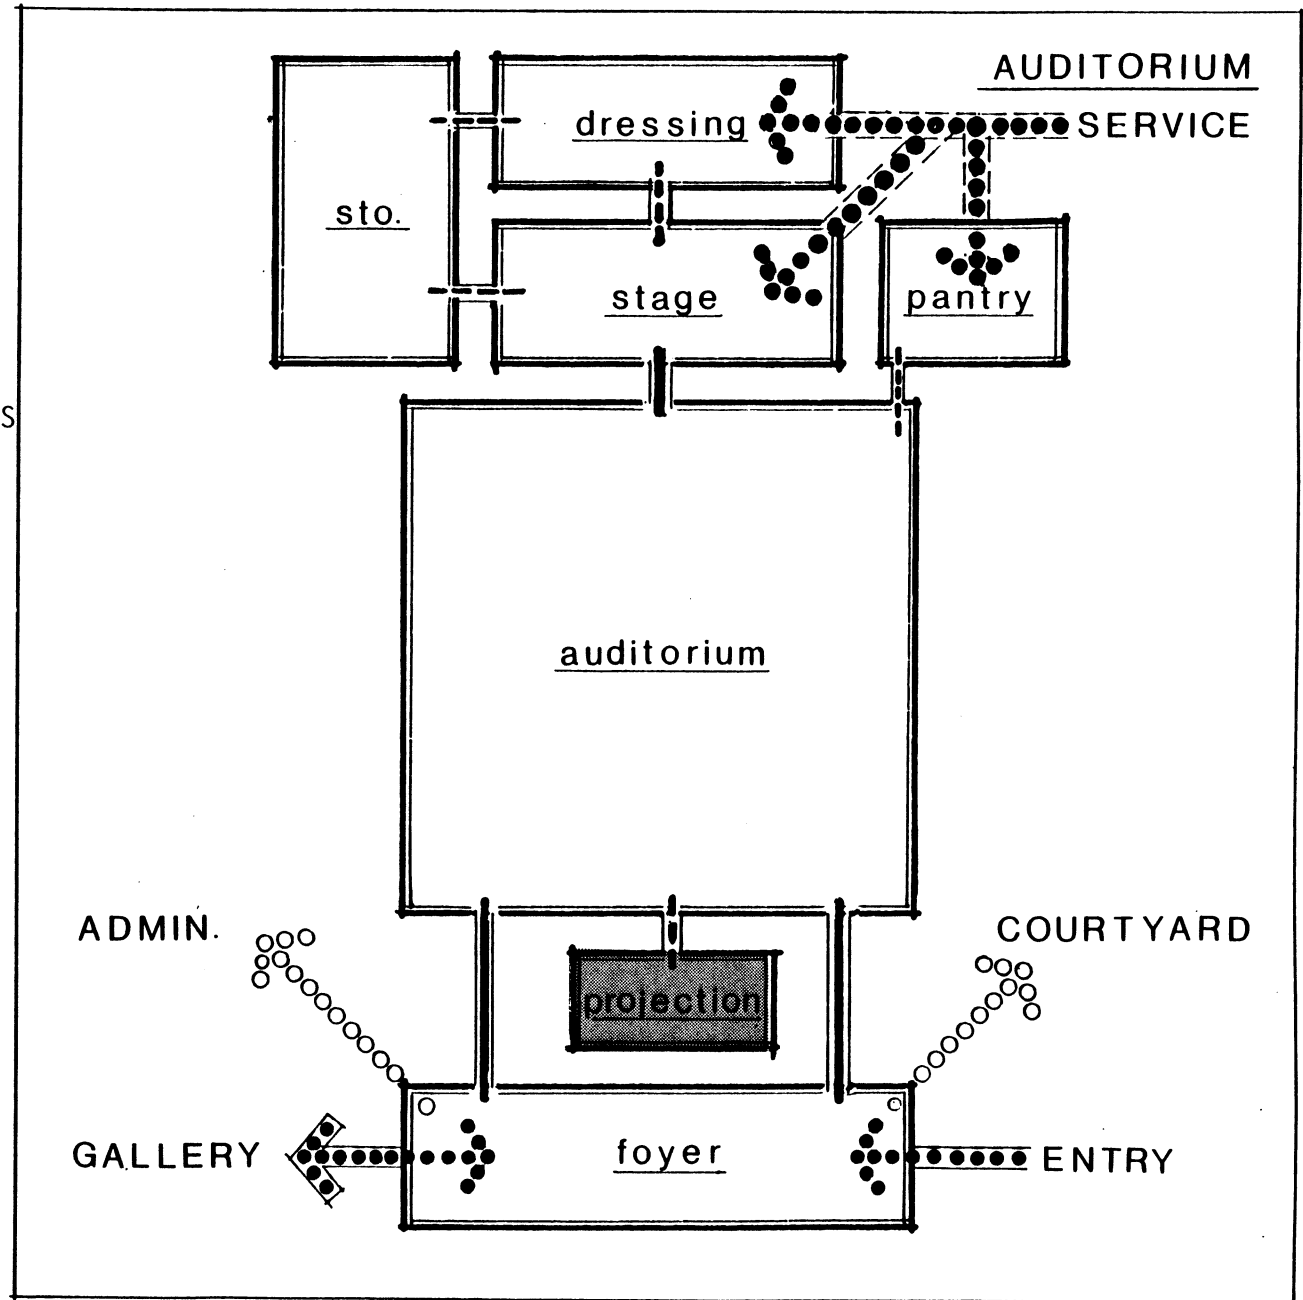 AUDITORIUM
dressing
SERVICE
sto.
stage
pantry
S
auditorium
ADMIN.
COURTYARD
projection
GALLERY
foyer
ENTRY